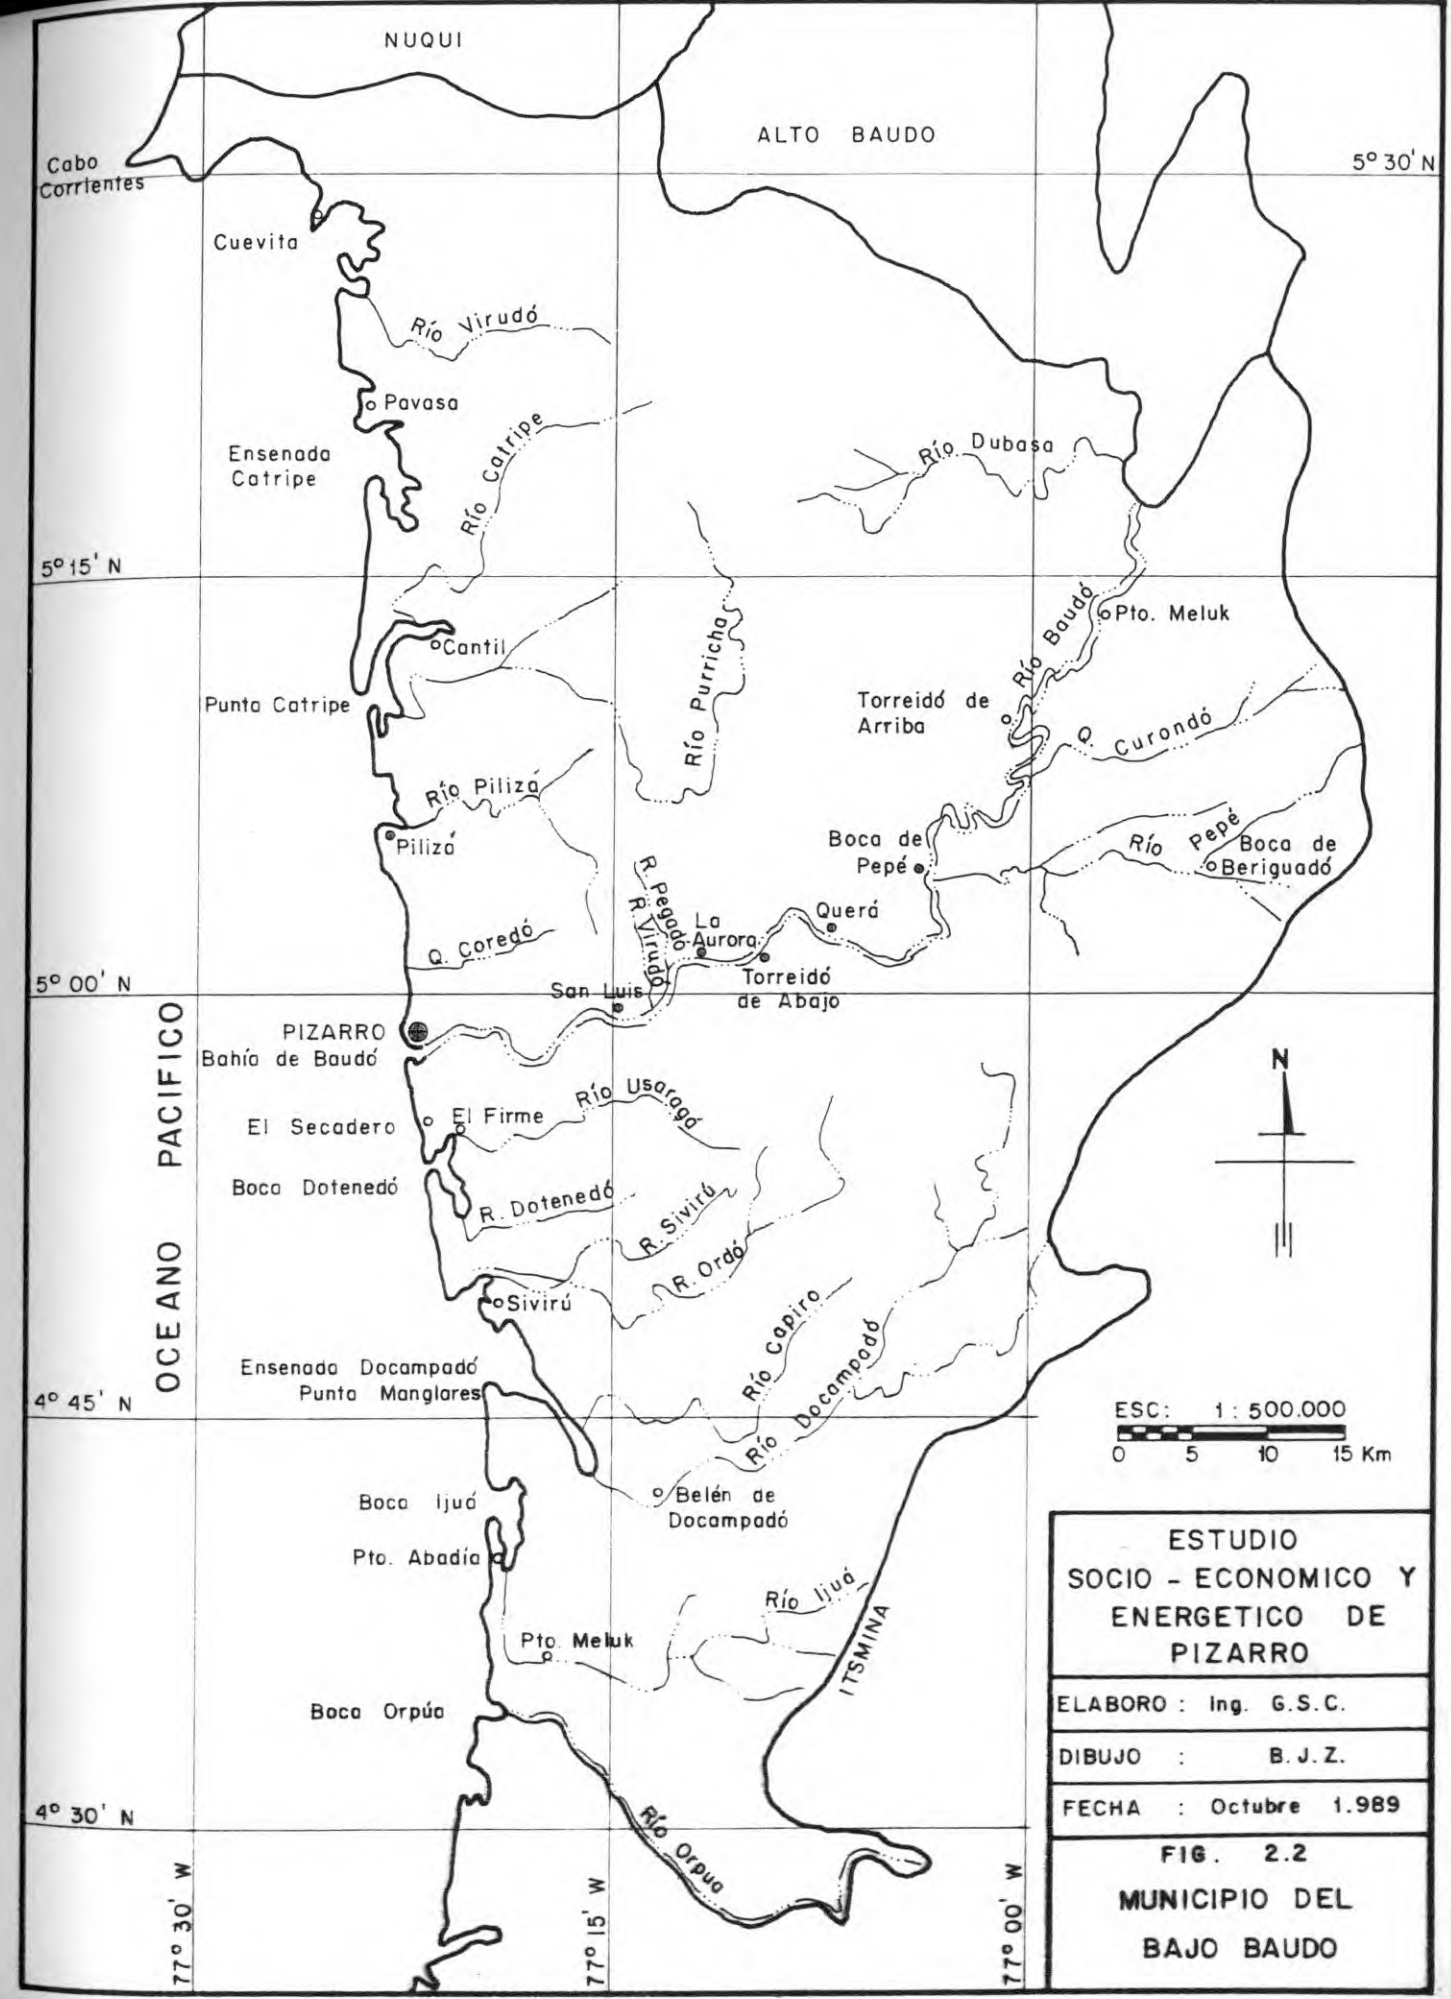 NUQUI
ALTO BAUDO
Cabo
Corrientes
5° 30' N
Cuevita
Río Virudó
Pavasa
Río Catripe
Ensenada
Catripe
Río Dubasa
5° 15' N
Río Baudó
Pto. Meluk
Cantil
Río Purricha
Punta Catripe
Torreidó de
Arriba
Q. Curondó
Río Pilizá
Pilizá
Boca de
Pepé
Río Pepé
Boca de
Beriguadó
R. Pegadó
R. Virudó
La
Aurora
Querá
Q. Coredó
Torreidó
de Abajo
San Luis
5° 00' N
PIZARRO
Bahía de Baudó
OCEANO PACIFICO
N
El Secadero
El Firme
Río Usaragá
Boca Dotenedó
R. Dotenedó
R. Sivirú
R. Ordó
Sivirú
Río Capiro
Río Docampadó
Ensenada Docampadó
Punta Manglares
4° 45' N
ESC: 1 : 500.000
0 5 10 15 Km
Boca Ijuá
Belén de
Docampadó
Pto. Abadía
Río Ijuá
Pto. Meluk
ITSMINA
Boca Orpúa
4° 30' N
Río Orpua
77° 30' W
77° 15' W
77° 00' W
ESTUDIO
SOCIO - ECONOMICO Y
ENERGETICO DE
PIZARRO
ELABORO : Ing. G.S.C.
DIBUJO : B.J.Z.
FECHA : Octubre 1.989
FIG. 2.2
MUNICIPIO DEL
BAJO BAUDO